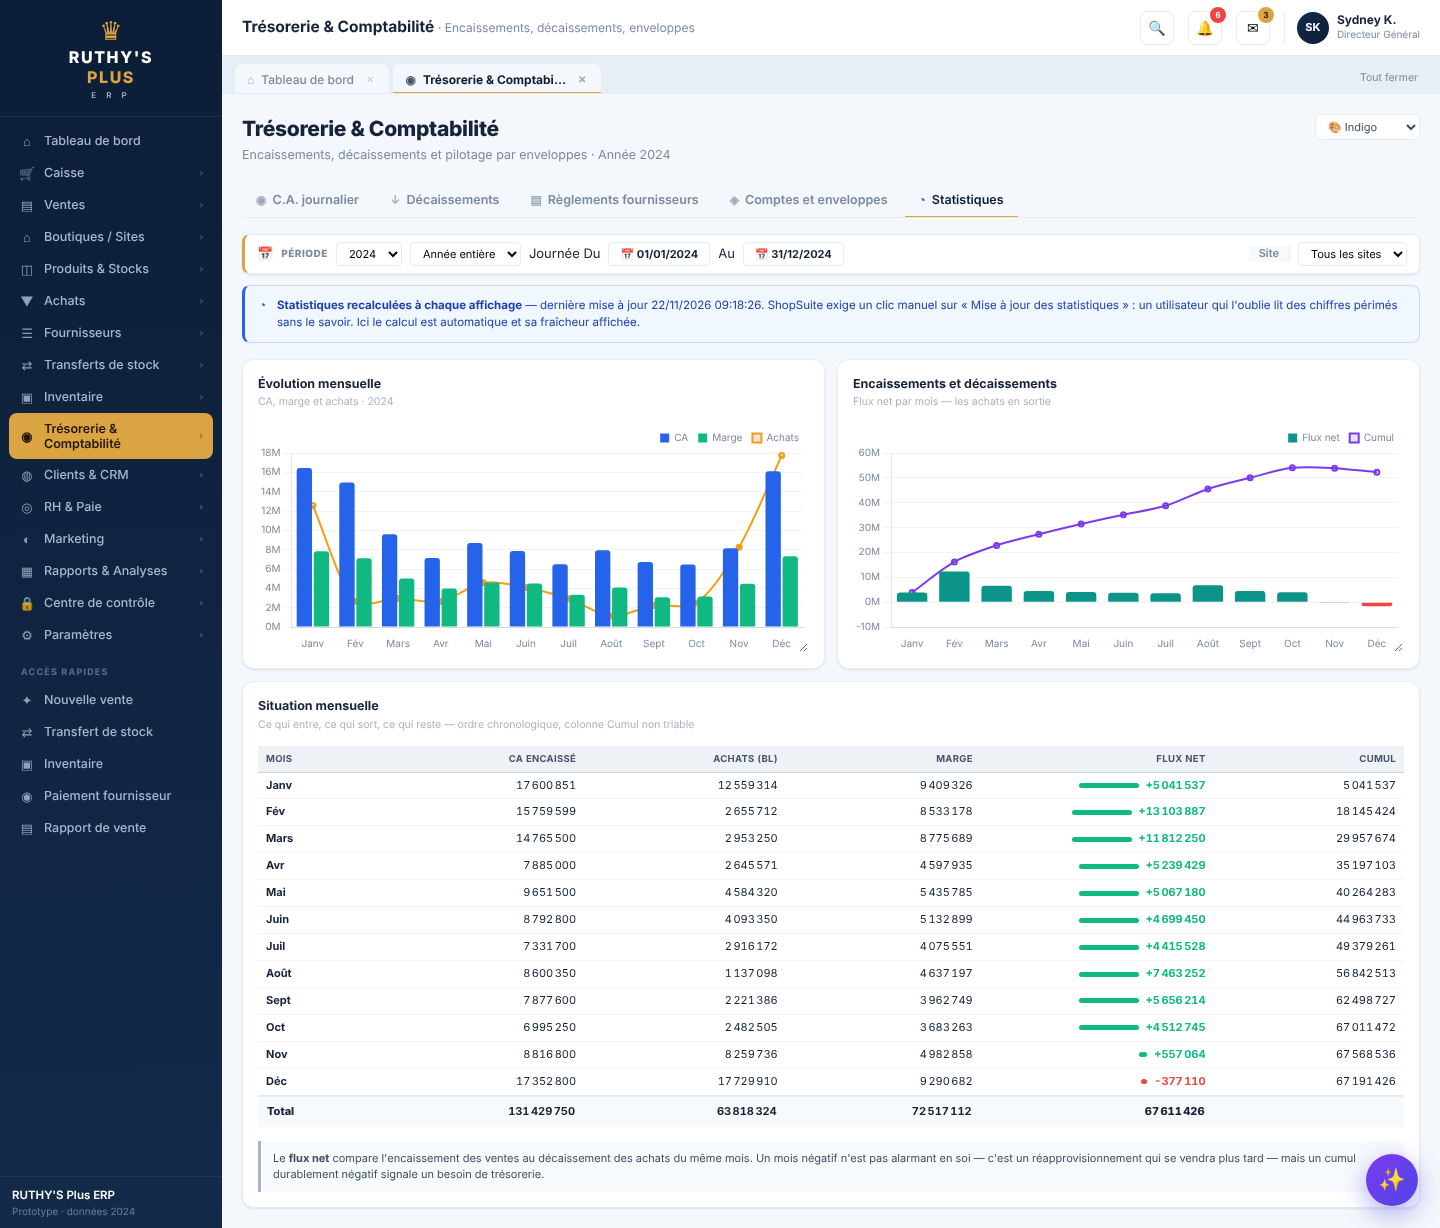 RUTHY'S
PLUS
E R P
Tableau de bord
Caisse
Ventes
Boutiques / Sites
Produits & Stocks
Achats
Fournisseurs
Transferts de stock
Inventaire
Trésorerie &
Comptabilité
Clients & CRM
RH & Paie
Marketing
Rapports & Analyses
Centre de contrôle
Paramètres
ACCÈS RAPIDES
Nouvelle vente
Transfert de stock
Inventaire
Paiement fournisseur
Rapport de vente
RUTHY'S Plus ERP
Prototype · données 2024
Trésorerie & Comptabilité · Encaissements, décaissements, enveloppes
6
3
SK
Sydney K.
Directeur Général
Tableau de bord ×
Trésorerie & Comptabi... ×
Tout fermer
Trésorerie & Comptabilité
Encaissements, décaissements et pilotage par enveloppes · Année 2024
Indigo
C.A. journalier
Décaissements
Règlements fournisseurs
Comptes et enveloppes
Statistiques
PÉRIODE 2024 Année entière Journée Du 01/01/2024 Au 31/12/2024 Site Tous les sites
Statistiques recalculées à chaque affichage — dernière mise à jour 22/11/2026 09:18:26. ShopSuite exige un clic manuel sur « Mise à jour des statistiques » : un utilisateur qui l'oublie lit des chiffres périmés
sans le savoir. Ici le calcul est automatique et sa fraîcheur affichée.
Évolution mensuelle
CA, marge et achats · 2024
CA Marge Achats
18M
16M
14M
12M
10M
8M
6M
4M
2M
0M
Janv Fév Mars Avr Mai Juin Juil Août Sept Oct Nov Déc
Encaissements et décaissements
Flux net par mois — les achats en sortie
Flux net Cumul
60M
50M
40M
30M
20M
10M
0M
-10M
Janv Fév Mars Avr Mai Juin Juil Août Sept Oct Nov Déc
Situation mensuelle
Ce qui entre, ce qui sort, ce qui reste — ordre chronologique, colonne Cumul non triable
MOIS CA ENCAISSÉ ACHATS (BL) MARGE FLUX NET CUMUL
Janv 17 600 851 12 559 314 9 409 326 +5 041 537 5 041 537
Fév 15 759 599 2 655 712 8 533 178 +13 103 887 18 145 424
Mars 14 765 500 2 953 250 8 775 689 +11 812 250 29 957 674
Avr 7 885 000 2 645 571 4 597 935 +5 239 429 35 197 103
Mai 9 651 500 4 584 320 5 435 785 +5 067 180 40 264 283
Juin 8 792 800 4 093 350 5 132 899 +4 699 450 44 963 733
Juil 7 331 700 2 916 172 4 075 551 +4 415 528 49 379 261
Août 8 600 350 1 137 098 4 637 197 +7 463 252 56 842 513
Sept 7 877 600 2 221 386 3 962 749 +5 656 214 62 498 727
Oct 6 995 250 2 482 505 3 683 263 +4 512 745 67 011 472
Nov 8 816 800 8 259 736 4 982 858 +557 064 67 568 536
Déc 17 352 800 17 729 910 9 290 682 -377 110 67 191 426
Total 131 429 750 63 818 324 72 517 112 67 611 426
Le flux net compare l'encaissement des ventes au décaissement des achats du même mois. Un mois négatif n'est pas alarmant en soi — c'est un réapprovisionnement qui se vendra plus tard — mais un cumul
durablement négatif signale un besoin de trésorerie.